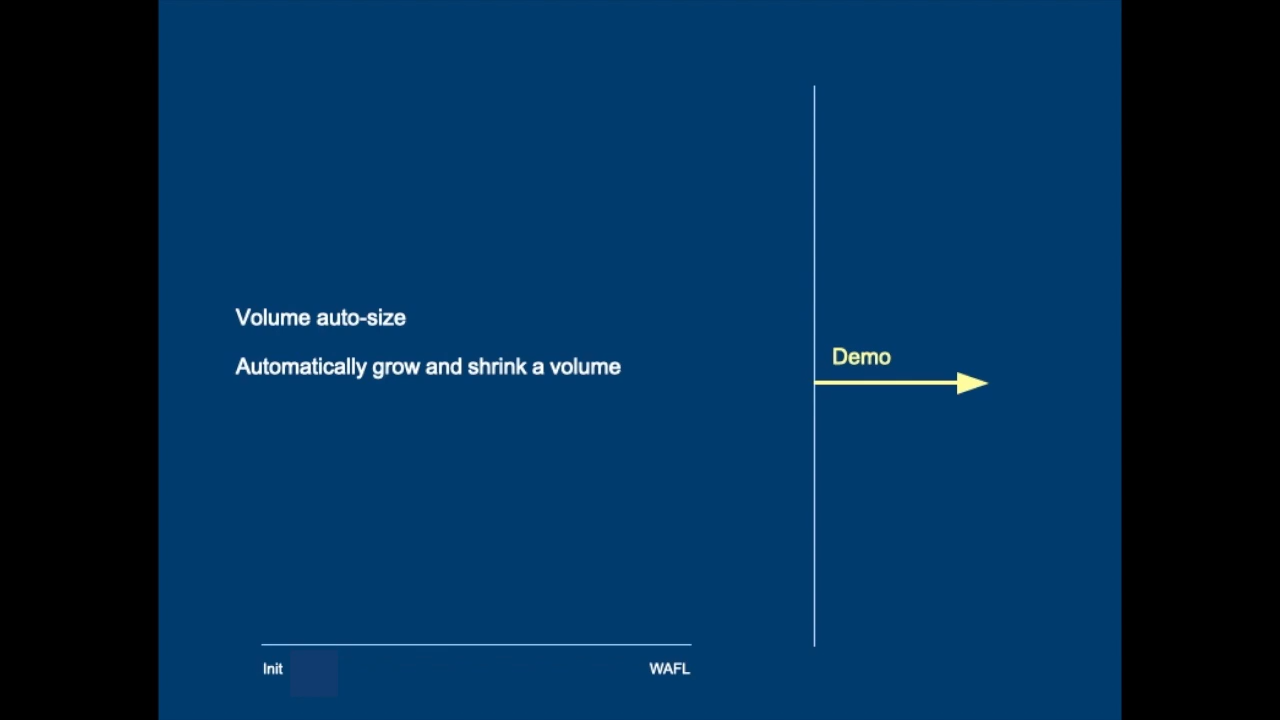 Volume auto-size
Automatically grow and shrink a volume
Demo
Init
WAFL